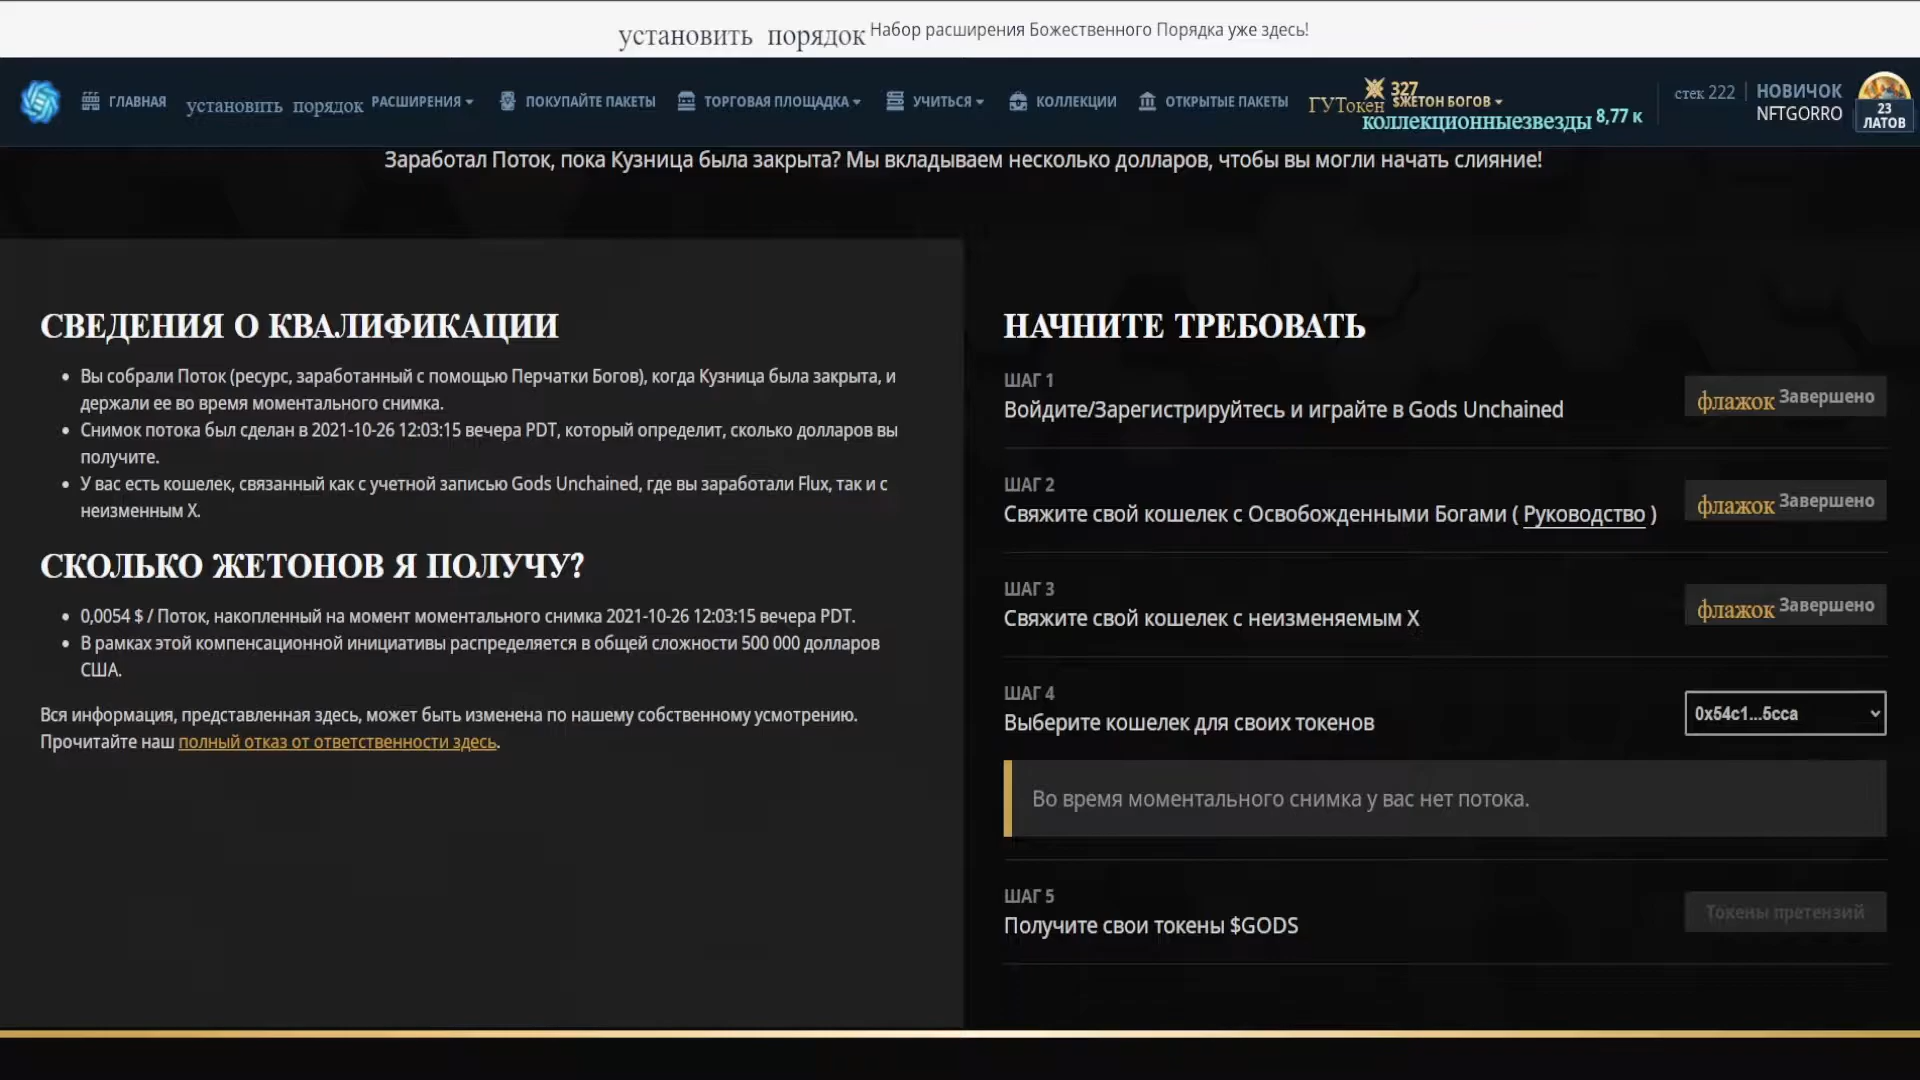 установить порядок Набор расширения Божественного Порядка уже здесь!
ГЛАВНАЯ установить порядок РАСШИРЕНИЯ ПОКУПАЙТЕ ПАКЕТЫ ТОРГОВАЯ ПЛОЩАДКА УЧИТЬСЯ КОЛЛЕКЦИИ ОТКРЫТЫЕ ПАКЕТЫ
327
ГУТокен $ЖЕТОН БОГОВ
коллекционныезвезды 8,77 к
стек 222 НОВИЧОК
NFTGORRO
23
ЛАТОВ
Заработал Поток, пока Кузница была закрыта? Мы вкладываем несколько долларов, чтобы вы могли начать слияние!
СВЕДЕНИЯ О КВАЛИФИКАЦИИ
Вы собрали Поток (ресурс, заработанный с помощью Перчатки Богов), когда Кузница была закрыта, и
держали ее во время моментального снимка.
Снимок потока был сделан в 2021-10-26 12:03:15 вечера PDT, который определит, сколько долларов вы
получите.
У вас есть кошелек, связанный как с учетной записью Gods Unchained, где вы заработали Flux, так и с
неизменным X.
СКОЛЬКО ЖЕТОНОВ Я ПОЛУЧУ?
0,0054 $ / Поток, накопленный на момент моментального снимка 2021-10-26 12:03:15 вечера PDT.
В рамках этой компенсационной инициативы распределяется в общей сложности 500 000 долларов
США.
Вся информация, представленная здесь, может быть изменена по нашему собственному усмотрению.
Прочитайте наш полный отказ от ответственности здесь.
НАЧНИТЕ ТРЕБОВАТЬ
ШАГ 1
Войдите/Зарегистрируйтесь и играйте в Gods Unchained
флажок Завершено
ШАГ 2
Свяжите свой кошелек с Освобожденными Богами ( Руководство )
флажок Завершено
ШАГ 3
Свяжите свой кошелек с неизменяемым X
флажок Завершено
ШАГ 4
Выберите кошелек для своих токенов
0x54c1...5cca
Во время моментального снимка у вас нет потока.
ШАГ 5
Получите свои токены $GODS
Токены претензий